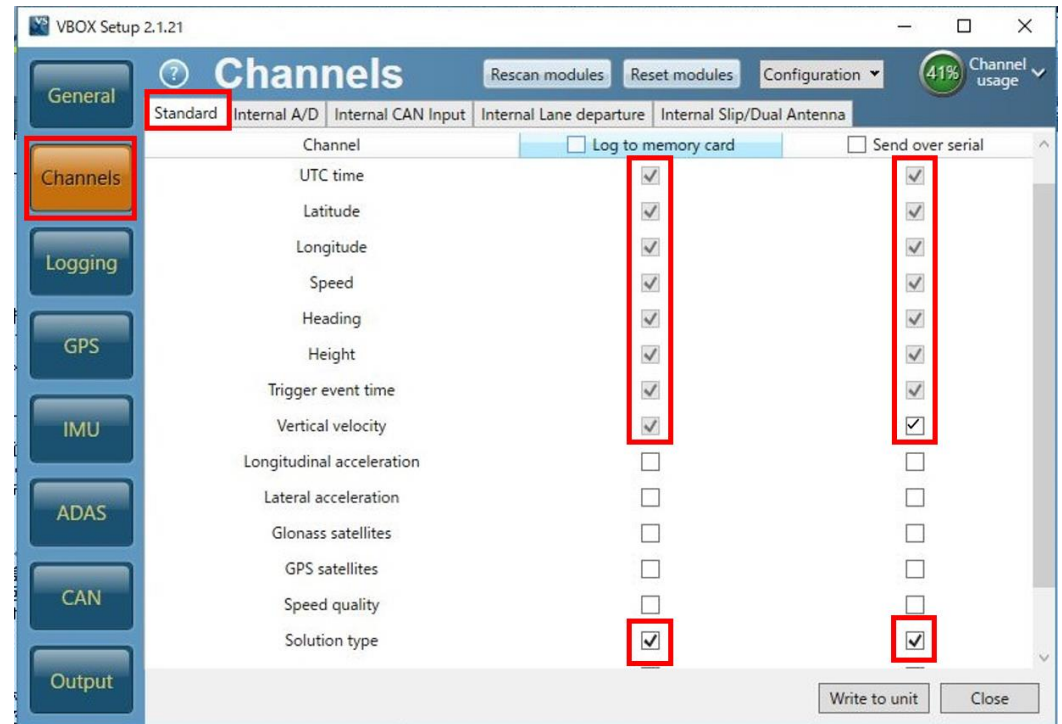 VBOX Setup 2.1.21
General
Channels
Logging
GPS
IMU
ADAS
CAN
Output
? Channels Rescan modules Reset modules Configuration 41% Channel usage
Standard Internal A/D Internal CAN Input Internal Lane departure Internal Slip/Dual Antenna
Channel Log to memory card Send over serial
UTC time
Latitude
Longitude
Speed
Heading
Height
Trigger event time
Vertical velocity
Longitudinal acceleration
Lateral acceleration
Glonass satellites
GPS satellites
Speed quality
Solution type
Write to unit Close